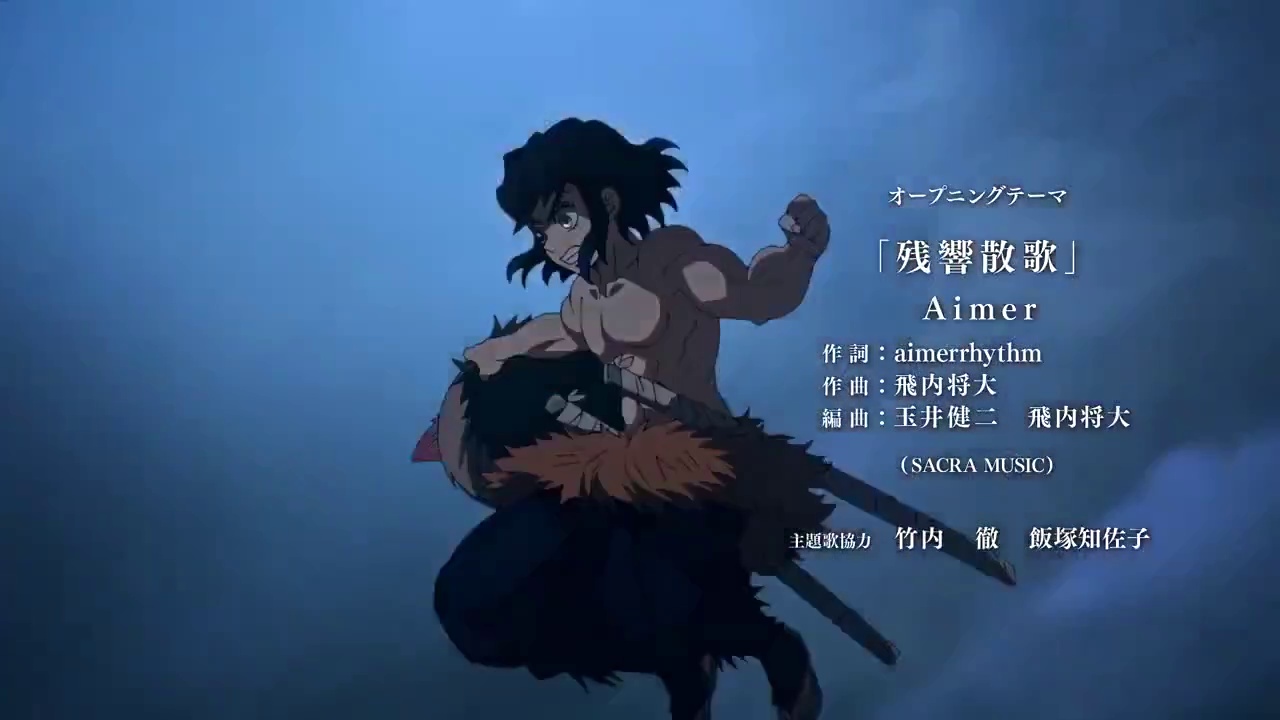 オープニングテーマ
「残響散歌」
Aimer
作詞：aimerrhythm
作曲：飛内将大
編曲：玉井健二　飛内将大
（SACRA MUSIC）
主題歌協力　竹内　徹　飯塚知佐子